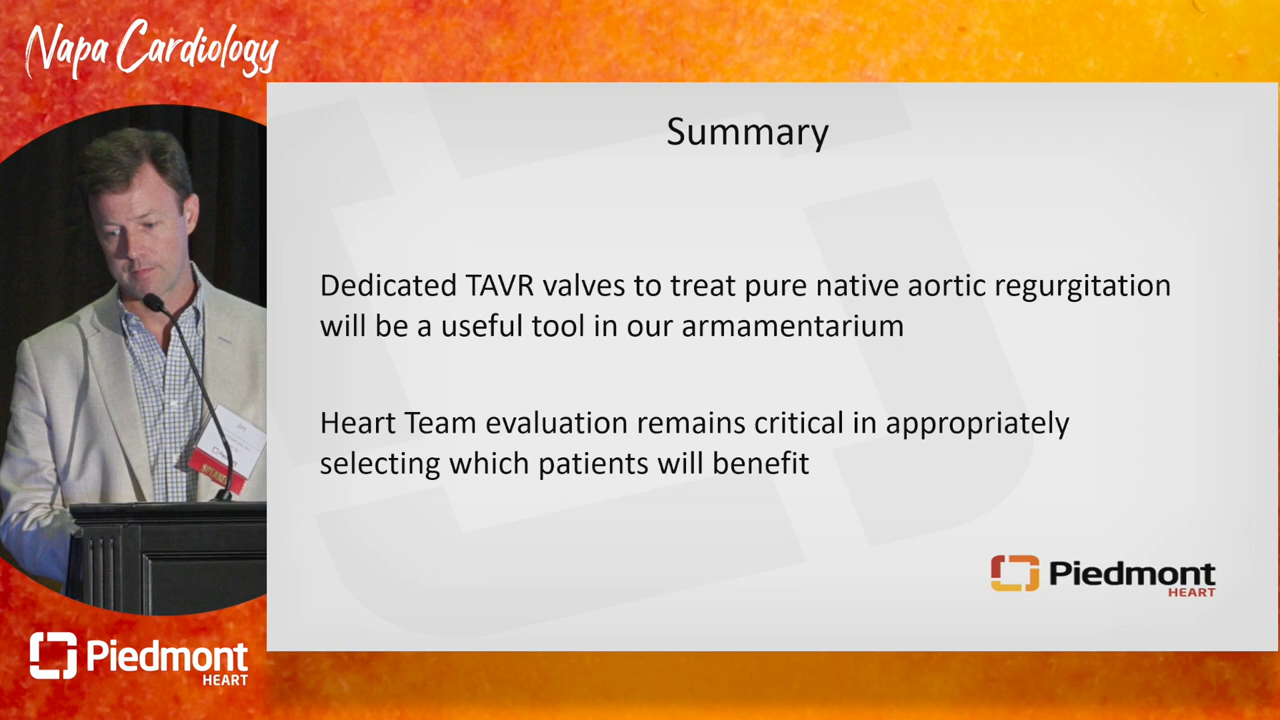 Napa Cardiology
Summary
Dedicated TAVR valves to treat pure native aortic regurgitation
will be a useful tool in our armamentarium
Heart Team evaluation remains critical in appropriately
selecting which patients will benefit
Piedmont
HEART
Piedmont
HEART